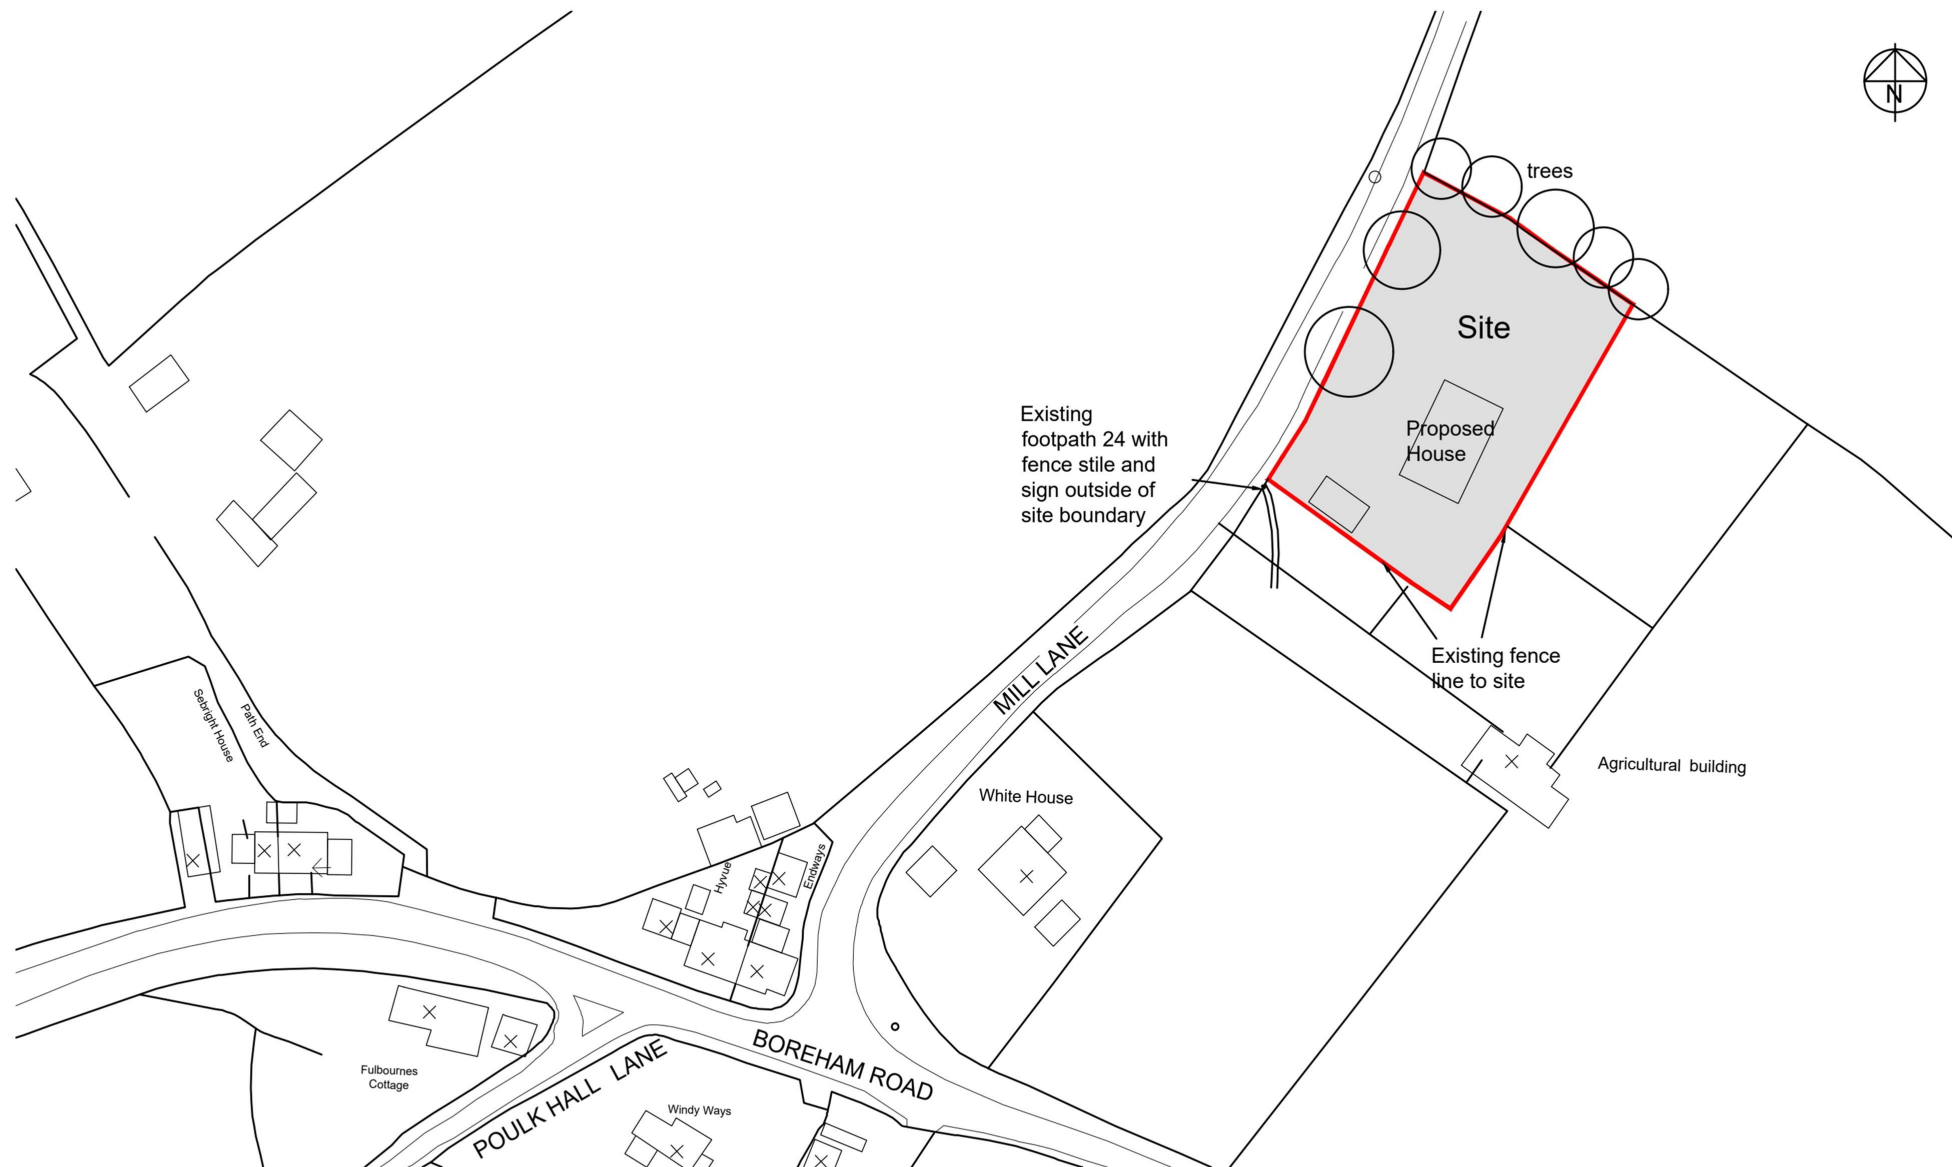 N
trees
Site
Existing
footpath 24 with
fence stile and
sign outside of
site boundary
Proposed
House
Existing fence
line to site
MILL LANE
Sebright House
Path End
Agricultural building
White House
Hyvue
Endways
BOREHAM ROAD
POULK HALL LANE
Fulbournes
Cottage
Windy Ways